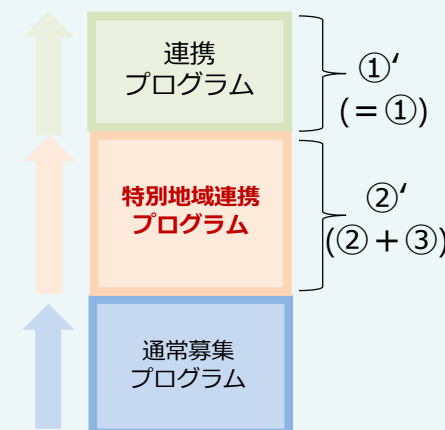 連携
プログラム
①‘
(=①)
特別地域連携
プログラム
②‘
(②+③)
通常募集
プログラム